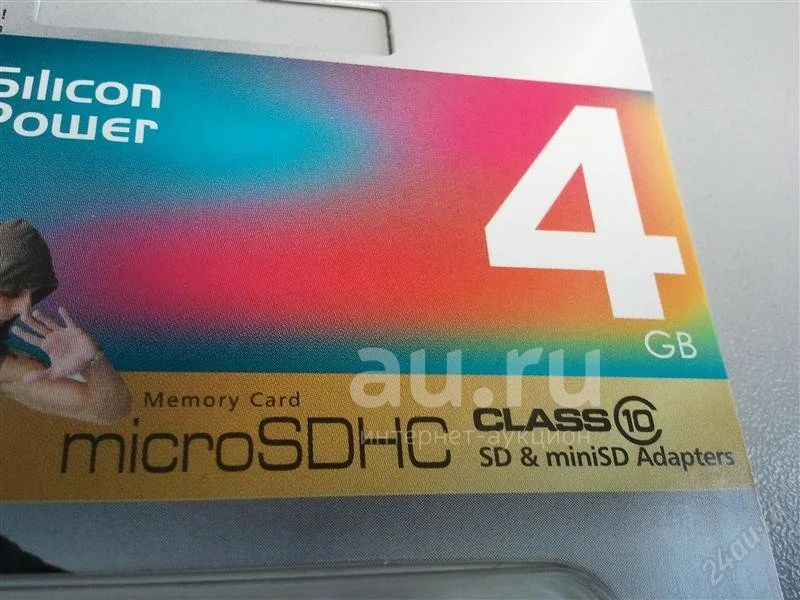 Silicon
Power
4
GB
au.ru
интернет-аукцион
Memory Card
microSDHC CLASS 10
SD & miniSD Adapters
24au